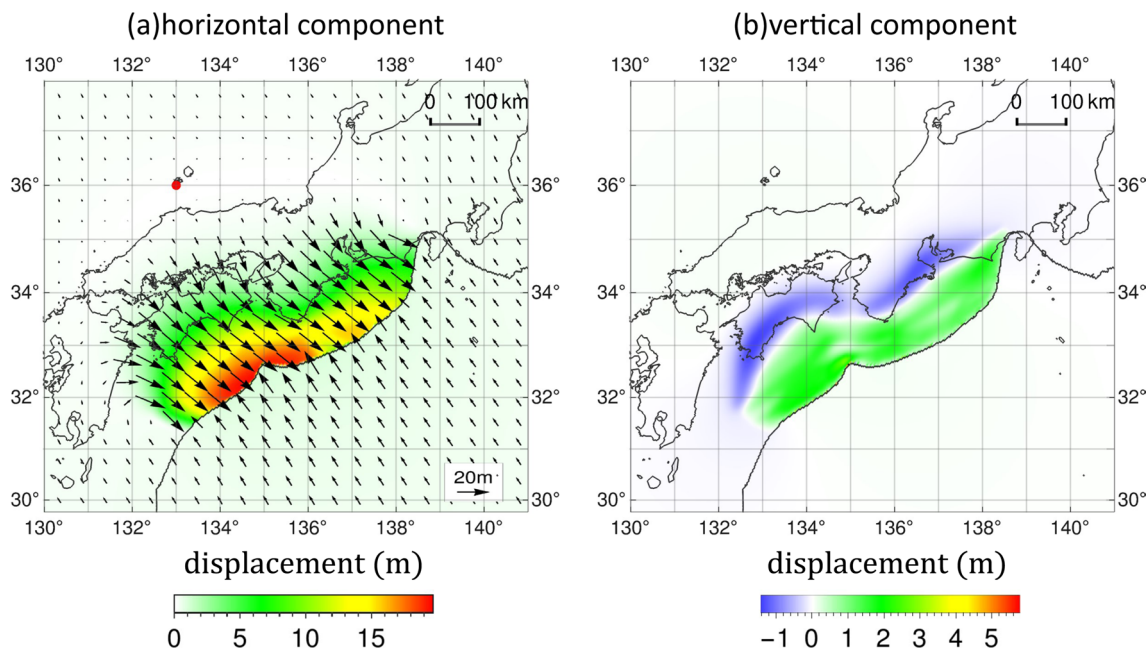 (a)horizontal component
(b)vertical component
130° 132° 134° 136° 138° 140°
130° 132° 134° 136° 138° 140°
0 100 km
0 100 km
36°
36°
36°
36°
34°
34°
34°
34°
32°
32°
32°
32°
20m
30°
30°
30°
30°
130 132 134 136 138 140
130 132 134 136 138 140
displacement (m)
displacement (m)
0 5 10 15
−1 0 1 2 3 4 5